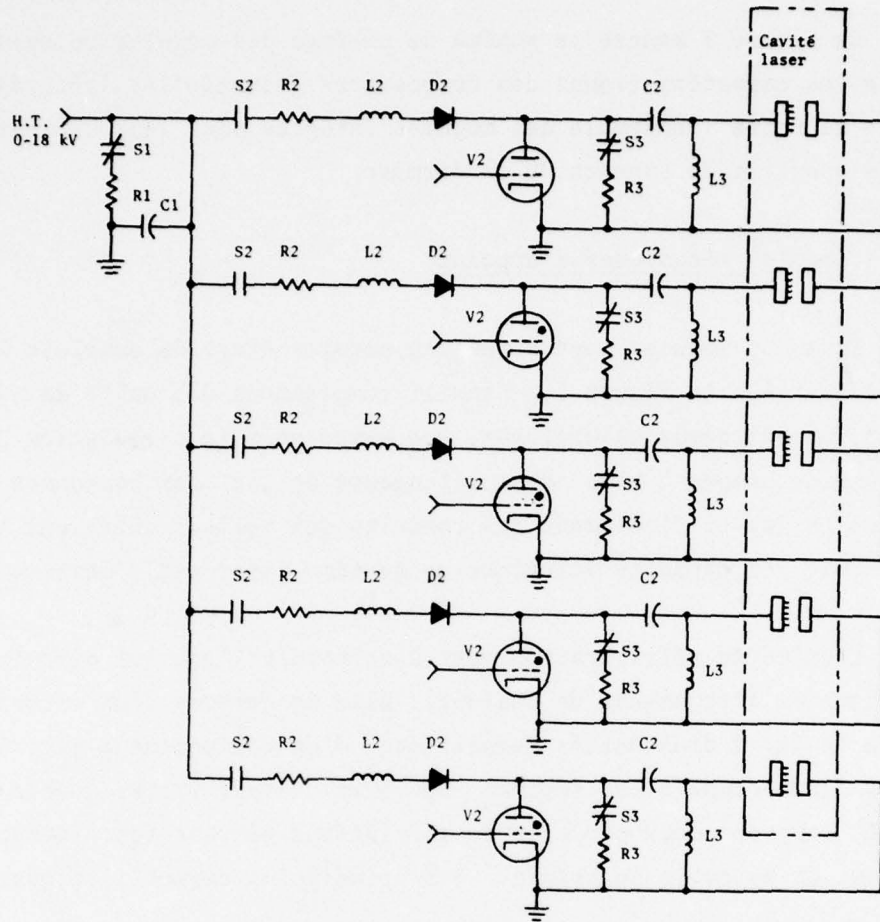 Cavité
laser
S2 R2 L2 D2 C2
H.T.
0-18 kV
S1
V2
S3
R3
L3
R1
C1
S2 R2 L2 D2 C2
V2
S3
R3
L3
S2 R2 L2 D2 C2
V2
S3
R3
L3
S2 R2 L2 D2 C2
V2
S3
R3
L3
S2 R2 L2 D2 C2
V2
S3
R3
L3